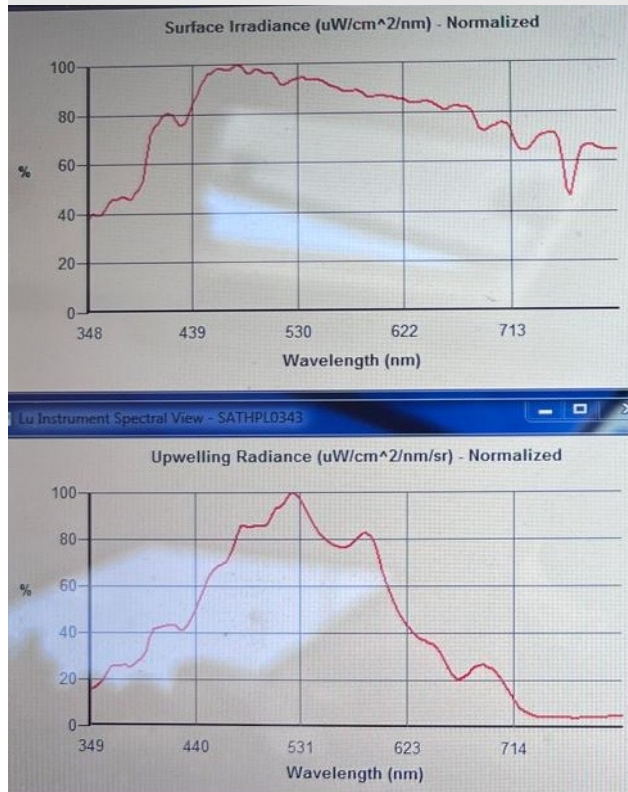 Surface Irradiance (uW/cm^2/nm) - Normalized
100
80
60
40
20
0
%
348 439 530 622 713
Wavelength (nm)
Lu Instrument Spectral View - SATHPL0343
Upwelling Radiance (uW/cm^2/nm/sr) - Normalized
100
80
60
40
20
0
%
349 440 531 623 714
Wavelength (nm)